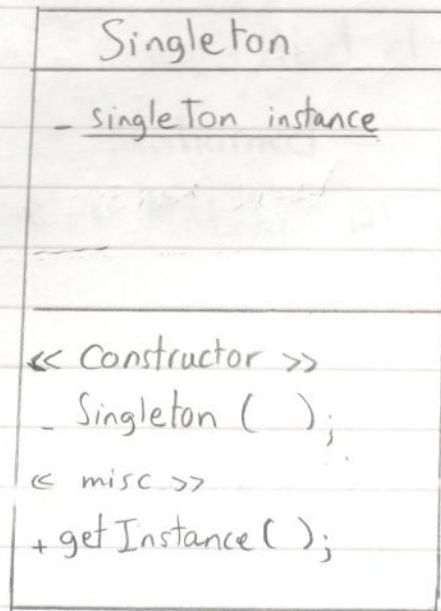 Singleton
- singleTon instance
<< Constructor >>
- Singleton ( );
<< misc >>
+ getInstance( );